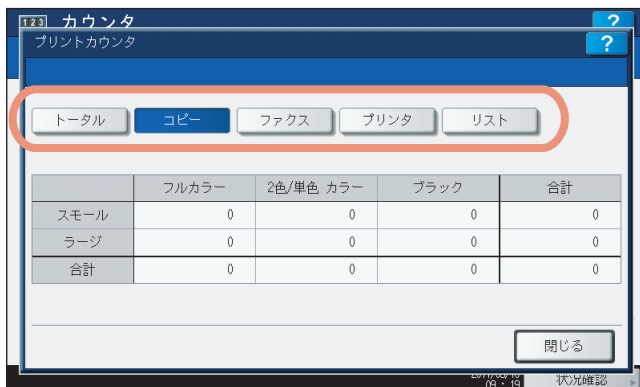 123 カウンタ ?
プリントカウンタ ?
トータル コピー ファクス プリンタ リスト
フルカラー 2色/単色 カラー ブラック 合計
スモール 0 0 0 0
ラージ 0 0 0 0
合計 0 0 0 0
閉じる
09:19 状況確認